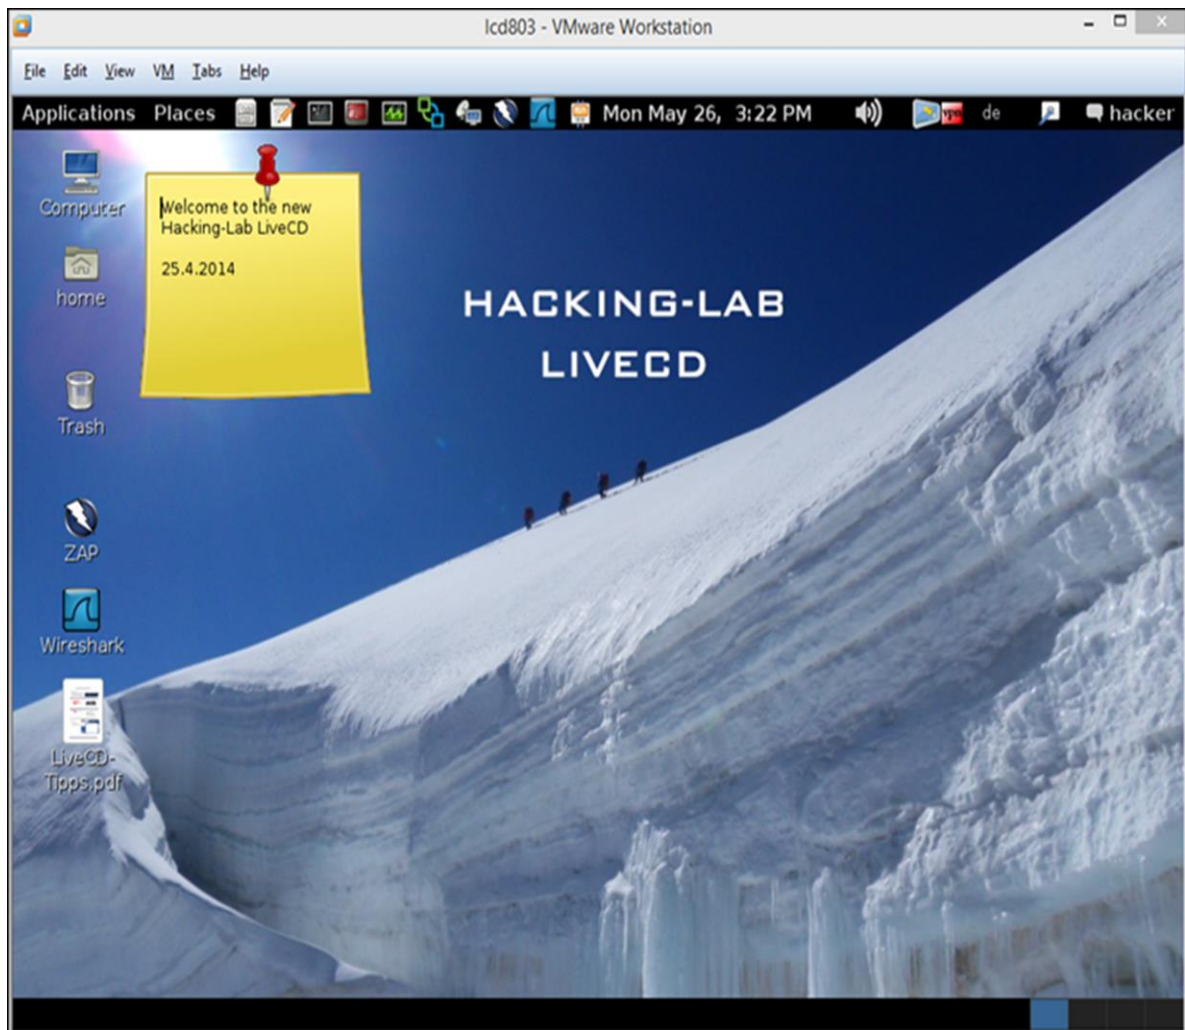 lcd803 - VMware Workstation
File Edit View VM Tabs Help
Applications Places Mon May 26, 3:22 PM de hacker
Computer
home
Trash
ZAP
Wireshark
LiveCD-
Tipps.pdf
Welcome to the new
Hacking-Lab LiveCD
25.4.2014
HACKING-LAB
LIVECD